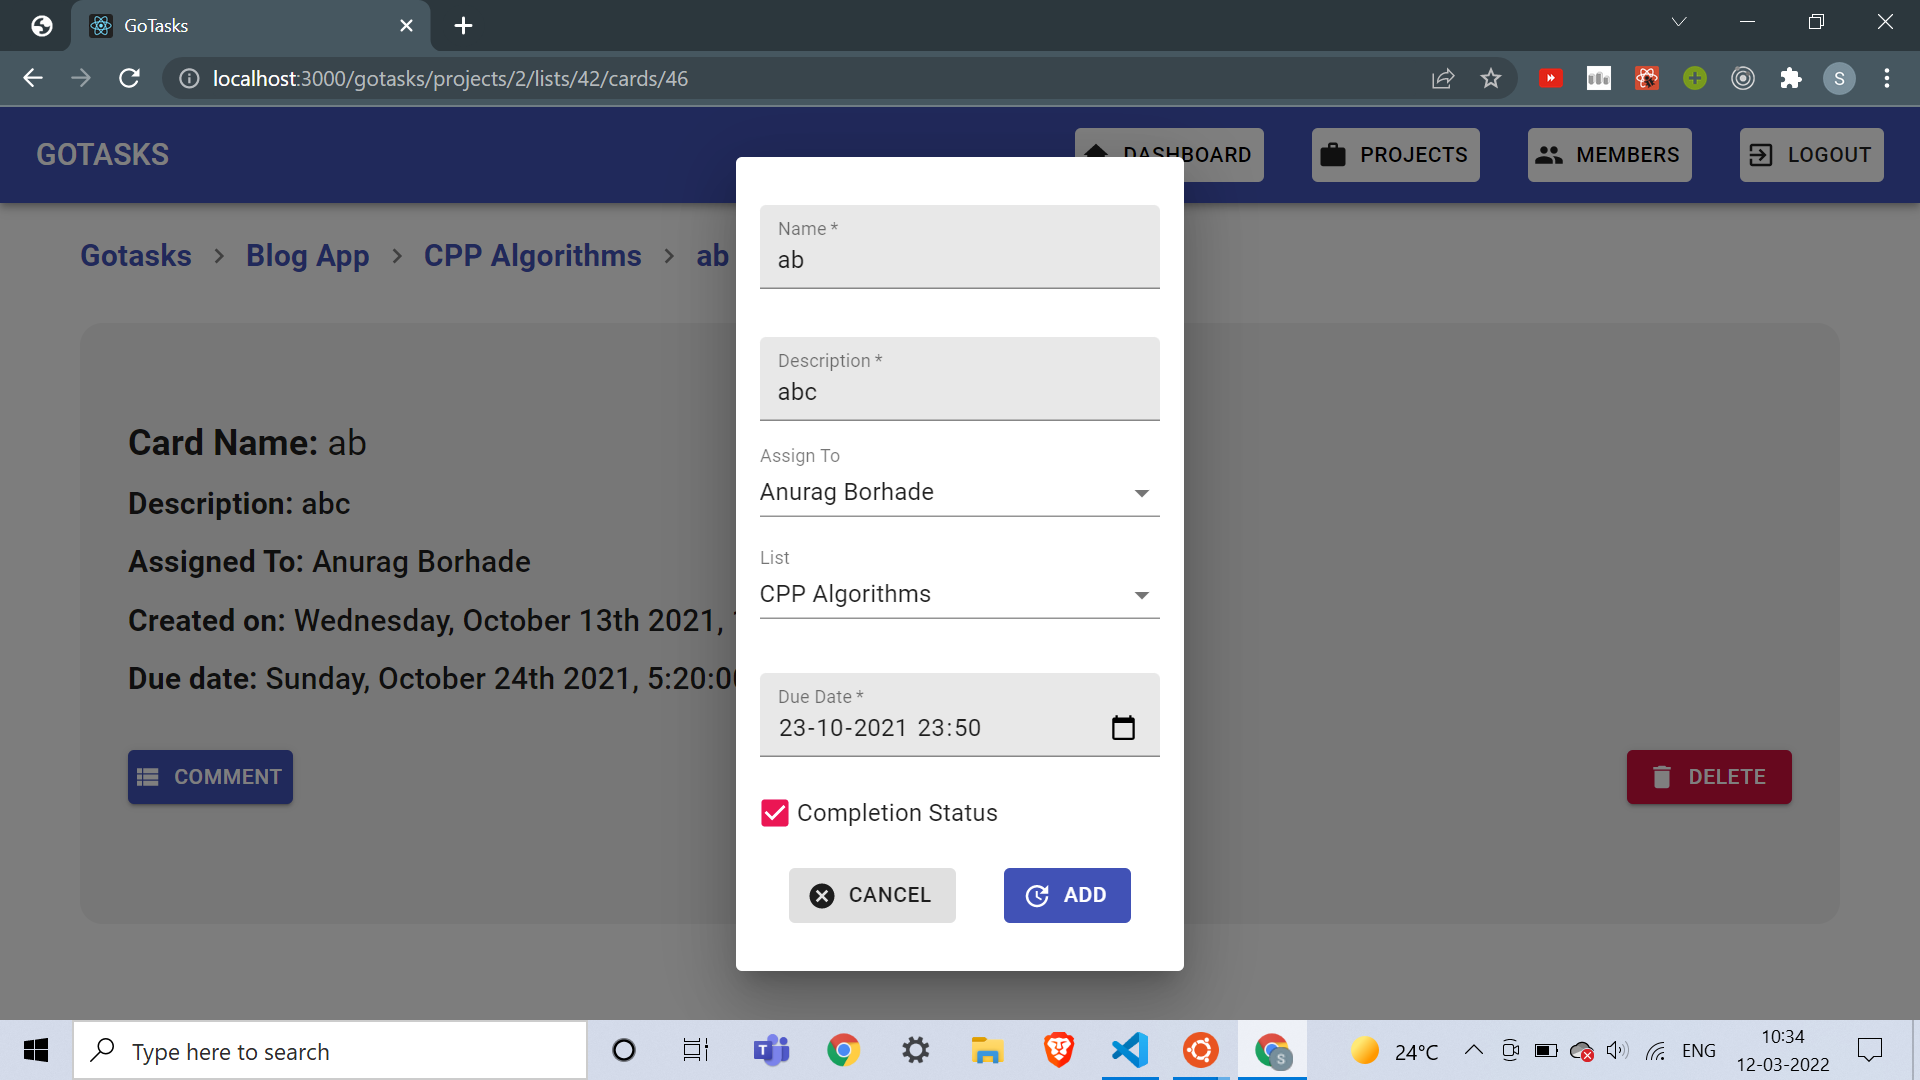 GoTasks
localhost:3000/gotasks/projects/2/lists/42/cards/46
S
GOTASKS
DASHBOARD
PROJECTS
MEMBERS
LOGOUT
Gotasks > Blog App > CPP Algorithms > ab
Card Name: ab
Description: abc
Assigned To: Anurag Borhade
Created on: Wednesday, October 13th 2021,
Due date: Sunday, October 24th 2021, 5:20:00
COMMENT
DELETE
Name *
ab
Description *
abc
Assign To
Anurag Borhade
List
CPP Algorithms
Due Date *
23-10-2021 23:50
Completion Status
CANCEL
ADD
Type here to search
T
S
24°C
ENG
10:34
12-03-2022